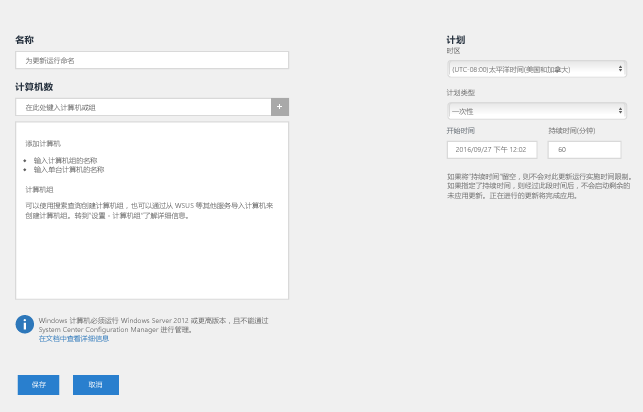 名称
为更新运行命名
计算机数
在此处键入计算机或组
+
添加计算机
• 输入计算机组的名称
• 输入单台计算机的名称
计算机组
可以使用搜索查询创建计算机组，也可以通过从 WSUS 等其他服务导入计算机来
创建计算机组。转到"设置 - 计算机组"了解详细信息。
Windows 计算机必须运行 Windows Server 2012 或更高版本，且不能通过
System Center Configuration Manager 进行管理。
在文档中查看详细信息
保存
取消
计划
时区
(UTC-08:00)太平洋时间(美国和加拿大)
计划类型
一次性
开始时间
持续时间(分钟)
2016/09/27 下午 12:02
60
如果将"持续时间"留空，则不会对此更新运行实施时间限制。
如果指定了持续时间，则经过此段时间后，不会启动剩余的
未应用更新。正在进行的更新将完成应用。